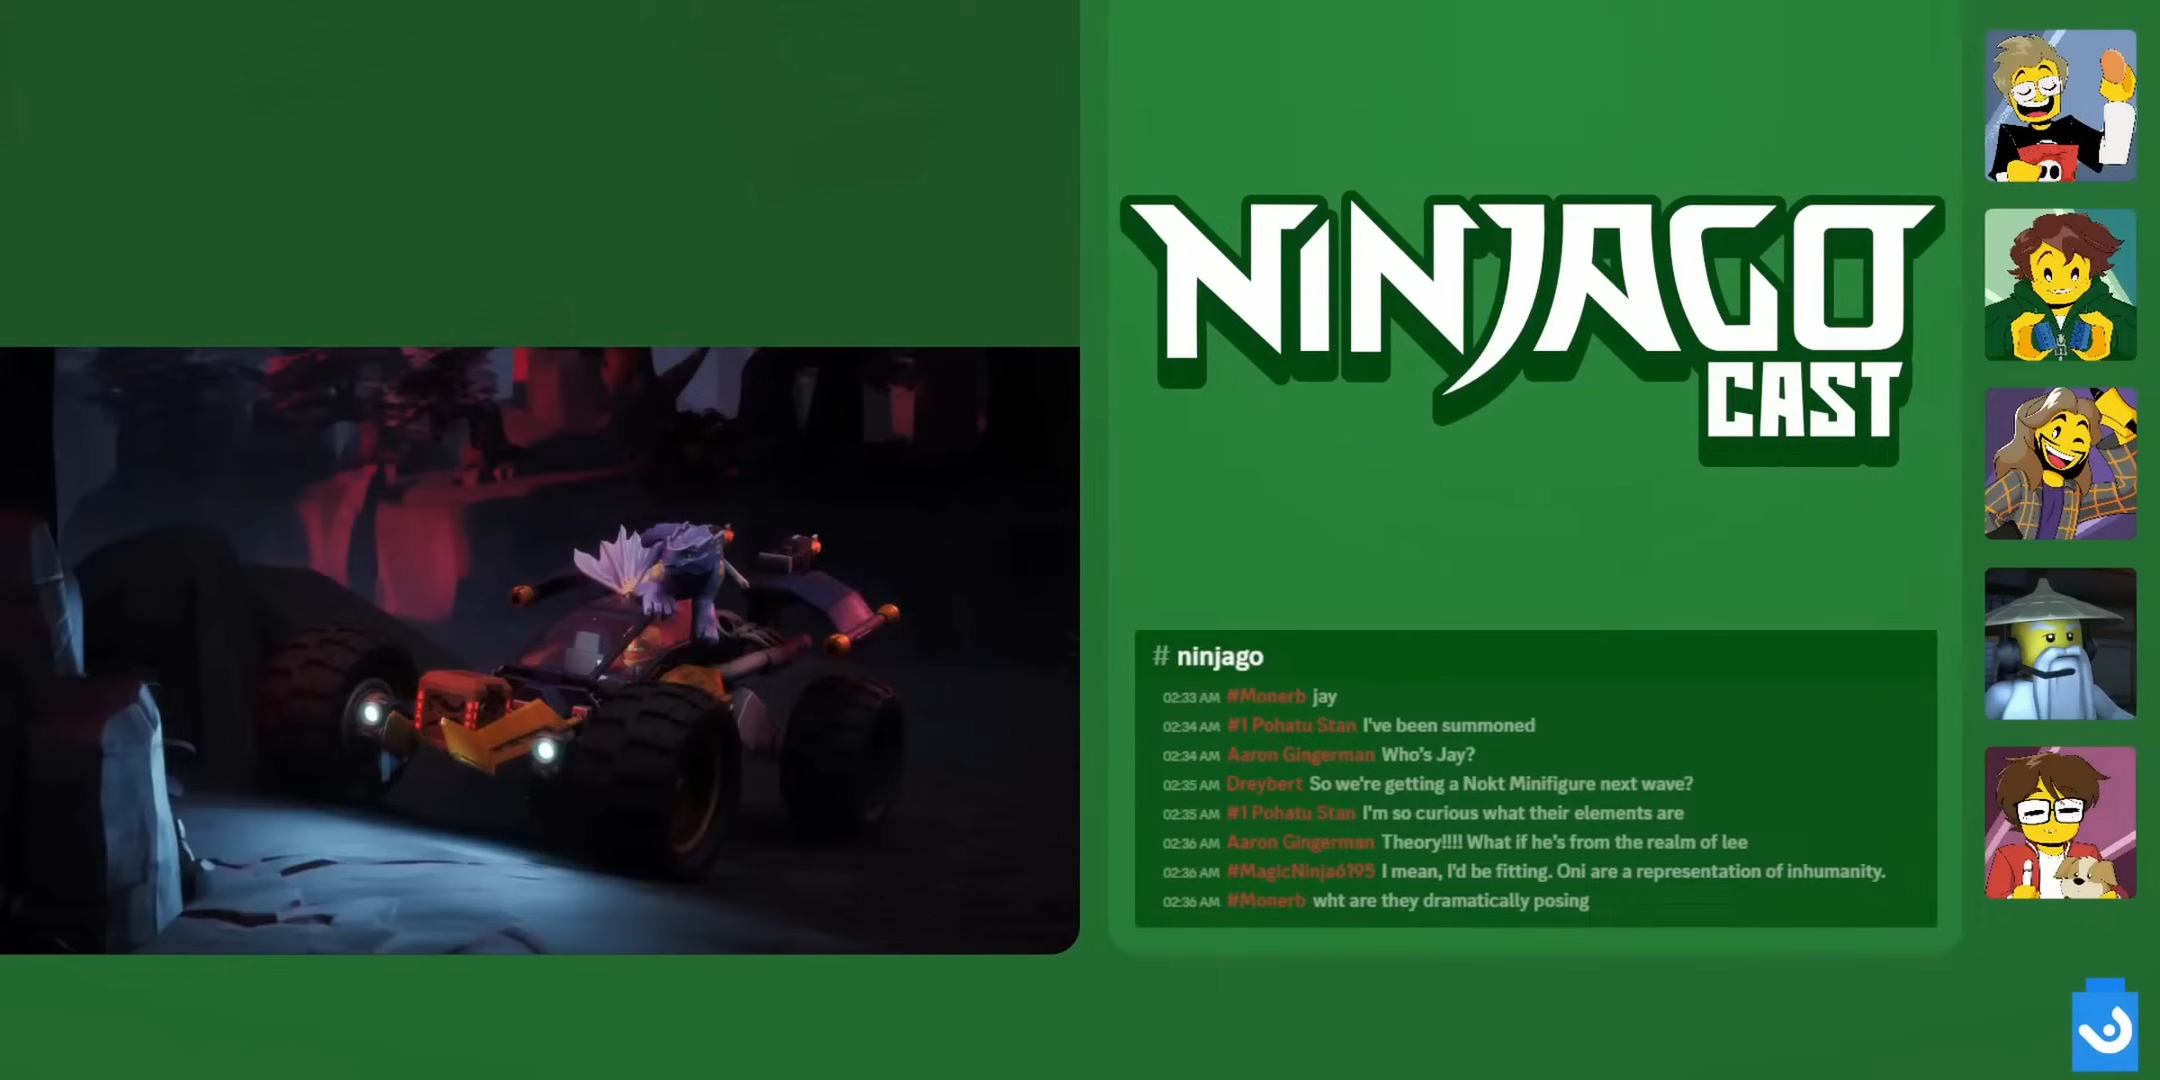 NINJAGO
CAST
# ninjago
02:33 AM #Monerb jay
02:34 AM #1 Pohatu Stan I've been summoned
02:34 AM Aaron Gingerman Who's Jay?
02:35 AM Dreybert So we're getting a Nokt Minifigure next wave?
02:35 AM #1 Pohatu Stan I'm so curious what their elements are
02:36 AM Aaron Gingerman Theory!!!! What if he's from the realm of lee
02:36 AM #MagicNinja6195 I mean, I'd be fitting. Oni are a representation of inhumanity.
02:36 AM #Monerb wht are they dramatically posing